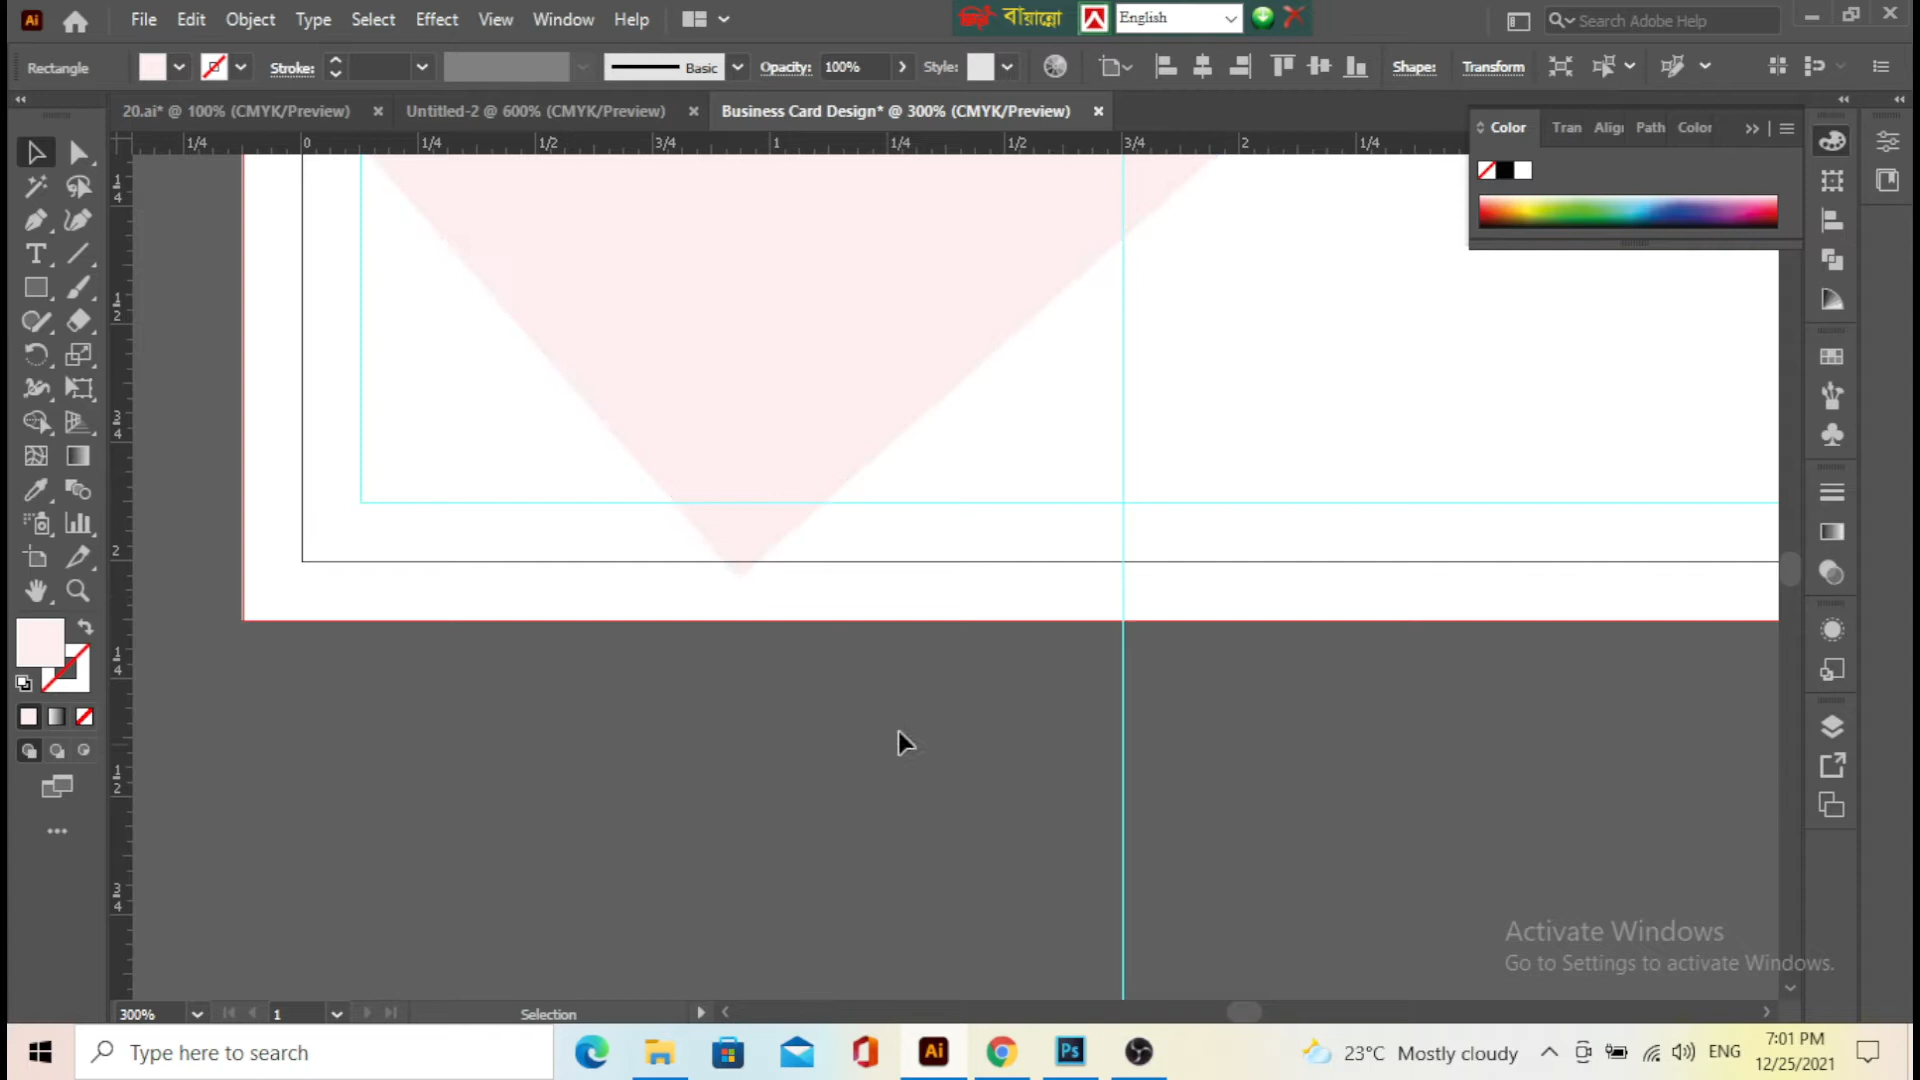 Ai File Edit Object Type Select Effect View Window Help বায়ান্নো English Search Adobe Help
Rectangle Stroke: Basic Opacity: 100% Style: Shape: Transform
20.ai* @ 100% (CMYK/Preview) Untitled-2 @ 600% (CMYK/Preview) Business Card Design* @ 300% (CMYK/Preview)
Color Tran Alig Path Color
1/4 0 1/4 1/2 3/4 1 1/4 1/2 3/4 2 1/4
1/4
1/2
3/4
2
1/4
1/2
3/4
Activate Windows
Go to Settings to activate Windows.
300% 1 Selection
Type here to search Ai Ps 23°C Mostly cloudy ENG 7:01 PM
12/25/2021